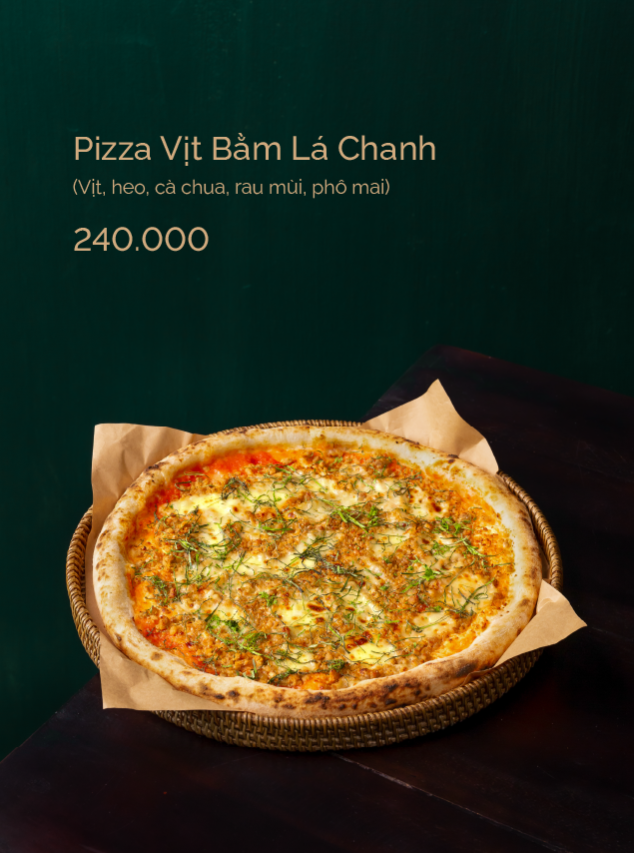 Pizza Vịt Bằm Lá Chanh
(Vịt, heo, cà chua, rau mùi, phô mai)
240.000